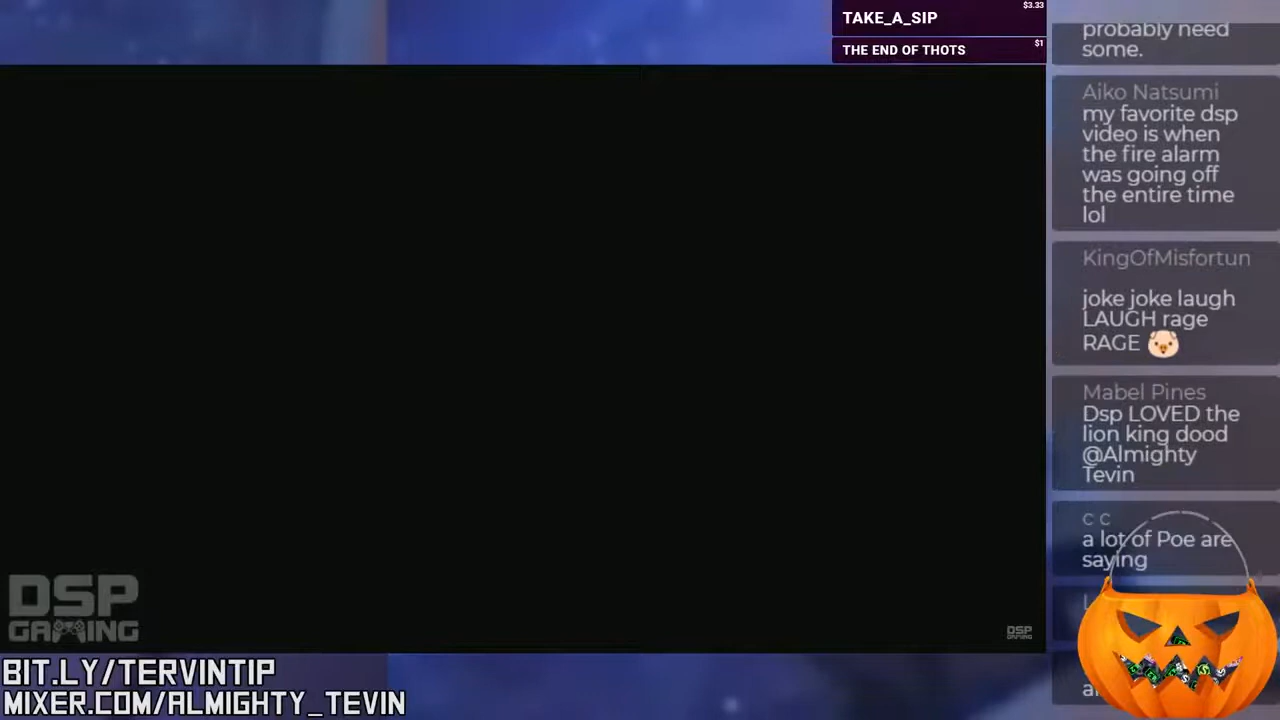 TAKE_A_SIP
$3.33
THE END OF THOTS
$1
probably need
some.
Aiko Natsumi
my favorite dsp
video is when
the fire alarm
was going off
the entire time
lol
KingOfMisfortun
joke joke laugh
LAUGH rage
RAGE
Mabel Pines
Dsp LOVED the
lion king dood
@Almighty
Tevin
C C
a lot of Poe are
saying
DSP
GAMING
DSP
GAMING
BIT.LY/TERVINTIP
MIXER.COM/ALMIGHTY_TEVIN